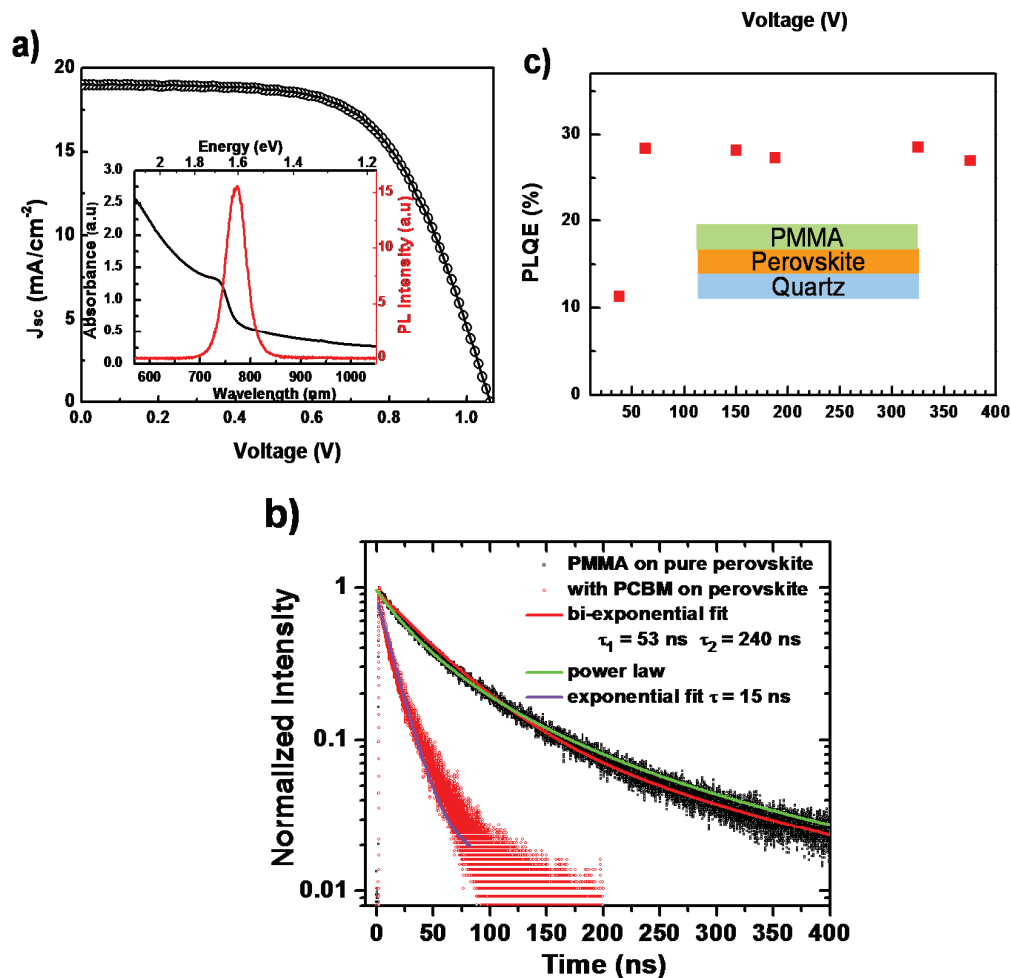 Voltage (V)
a)
J_SC (mA/cm⁻²)
20
15
10
5
0
0.0 0.2 0.4 0.6 0.8 1.0
Voltage (V)
Energy (eV)
2 1.8 1.6 1.4 1.2
Absorbance (a.u)
3.0
2.5
2.0
1.5
1.0
0.5
0.0
PL Intensity (a.u)
15
10
5
0
600 700 800 900 1000
Wavelength (nm)
c)
PLQE (%)
40
30
20
10
0
50 100 150 200 250 300 350 400
PMMA
Perovskite
Quartz
b)
Normalized Intensity
1
0.1
0.01
PMMA on pure perovskite
with PCBM on perovskite
bi-exponential fit
τ₁ = 53 ns τ₂ = 240 ns
power law
exponential fit τ = 15 ns
0 50 100 150 200 250 300 350 400
Time (ns)